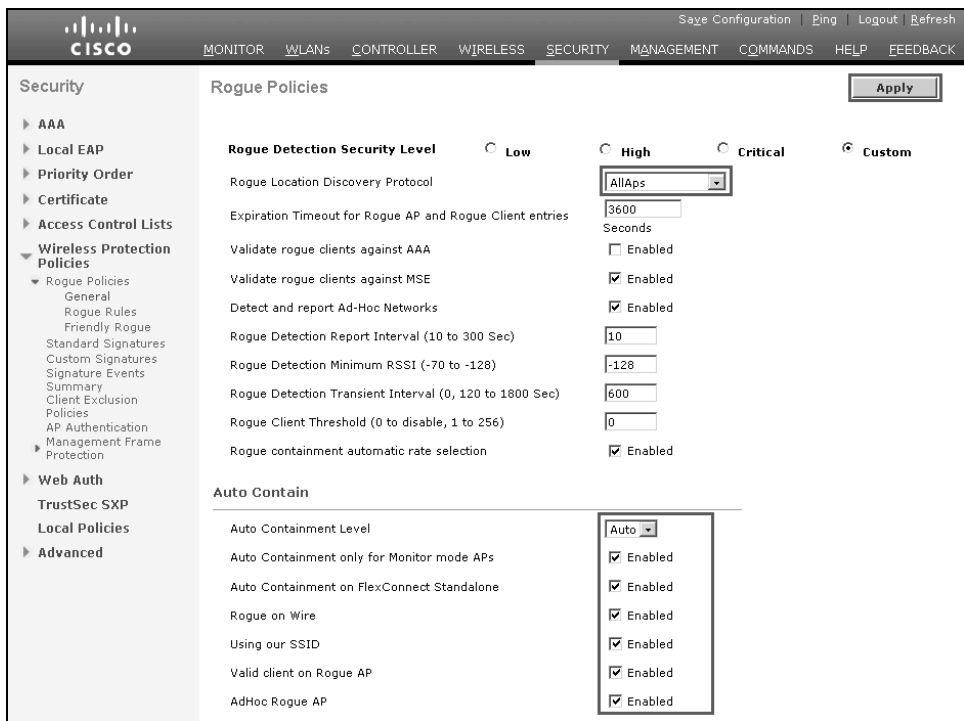 Save Configuration | Ping | Logout | Refresh
CISCO
MONITOR WLANs CONTROLLER WIRELESS SECURITY MANAGEMENT COMMANDS HELP FEEDBACK
Security
AAA
Local EAP
Priority Order
Certificate
Access Control Lists
Wireless Protection
Policies
Rogue Policies
General
Rogue Rules
Friendly Rogue
Standard Signatures
Custom Signatures
Signature Events
Summary
Client Exclusion
Policies
AP Authentication
Management Frame
Protection
Web Auth
TrustSec SXP
Local Policies
Advanced
Rogue Policies
Apply
Rogue Detection Security Level Low High Critical Custom
Rogue Location Discovery Protocol AllAps
Expiration Timeout for Rogue AP and Rogue Client entries 3600
Seconds
Validate rogue clients against AAA Enabled
Validate rogue clients against MSE Enabled
Detect and report Ad-Hoc Networks Enabled
Rogue Detection Report Interval (10 to 300 Sec) 10
Rogue Detection Minimum RSSI (-70 to -128) -128
Rogue Detection Transient Interval (0, 120 to 1800 Sec) 600
Rogue Client Threshold (0 to disable, 1 to 256) 0
Rogue containment automatic rate selection Enabled
Auto Contain
Auto Containment Level Auto
Auto Containment only for Monitor mode APs Enabled
Auto Containment on FlexConnect Standalone Enabled
Rogue on Wire Enabled
Using our SSID Enabled
Valid client on Rogue AP Enabled
AdHoc Rogue AP Enabled